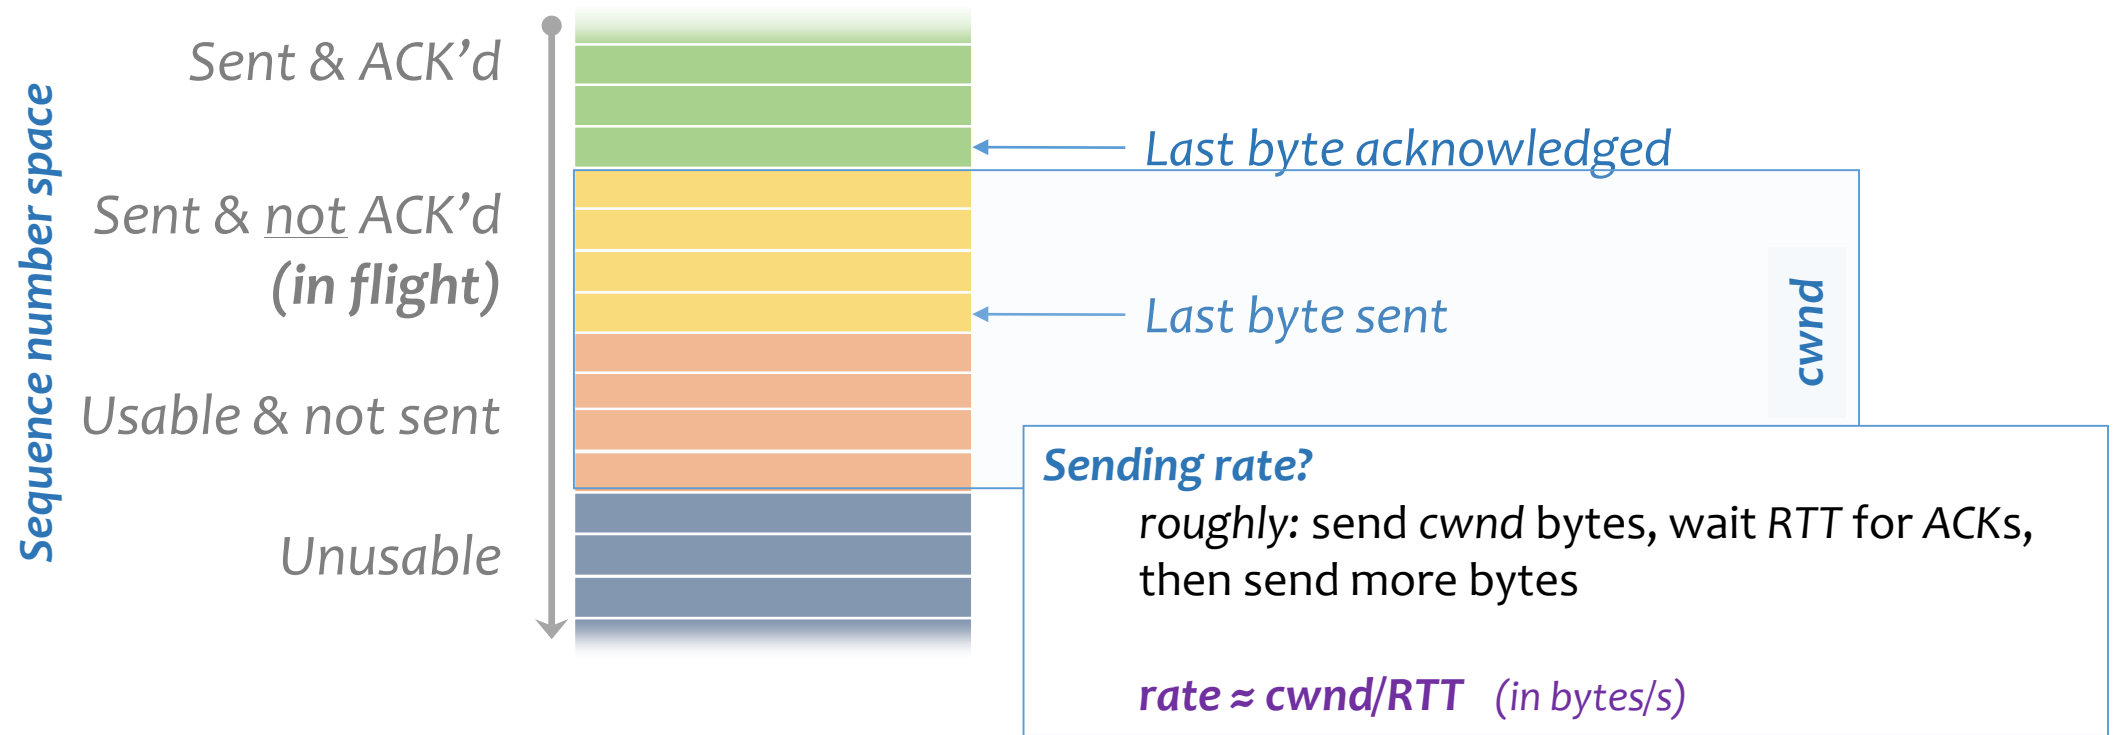 Sequence number space
Sent & ACK’d
Last byte acknowledged
Sent & not ACK’d
(in flight)
Last byte sent
cwnd
Usable & not sent
Unusable
Sending rate?
roughly: send cwnd bytes, wait RTT for ACKs,
then send more bytes
rate ≈ cwnd/RTT (in bytes/s)